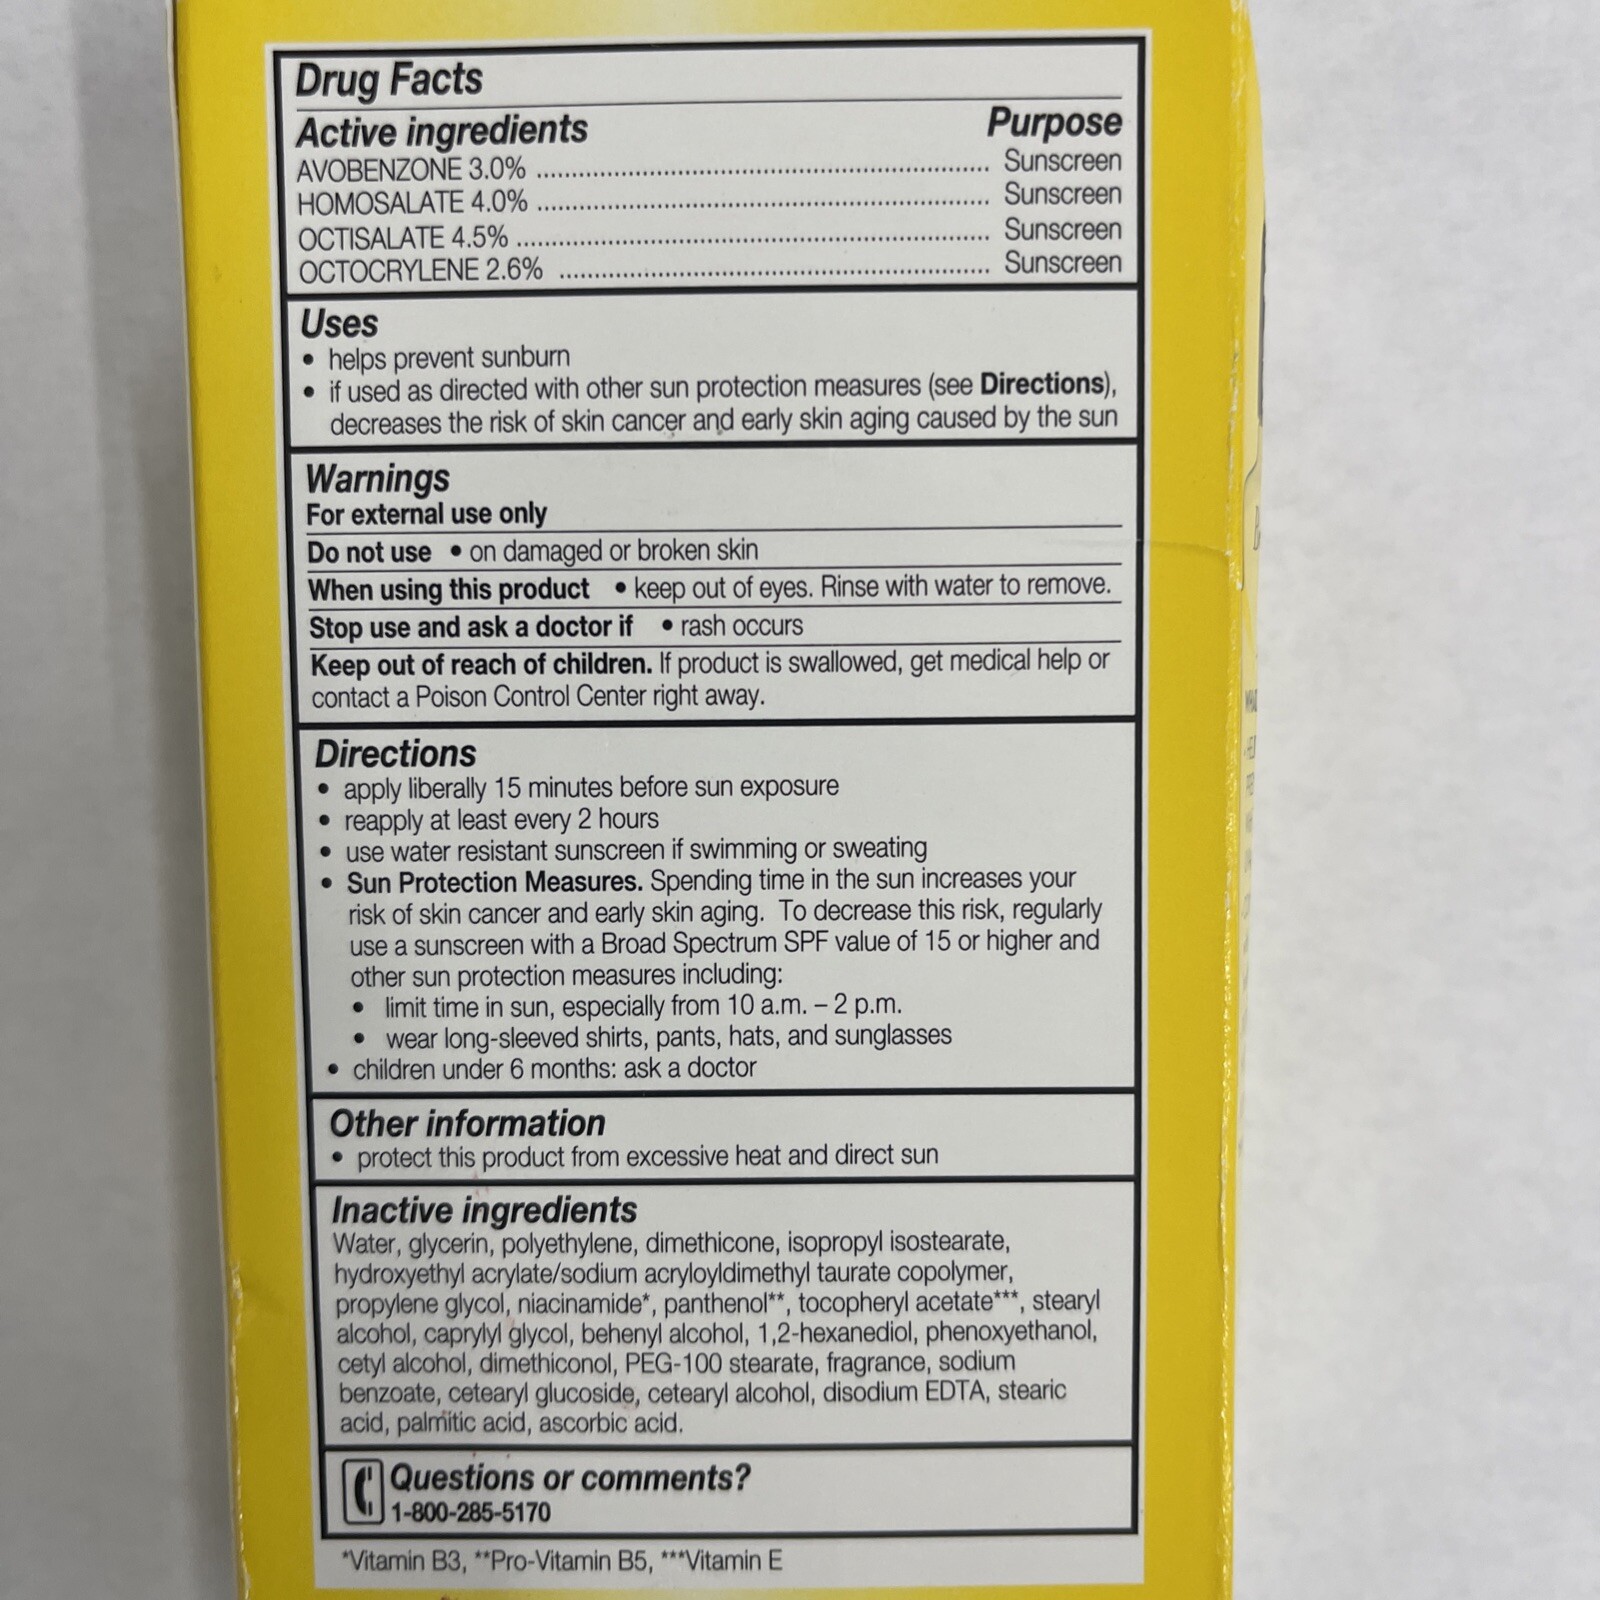 Drug Facts
Active ingredients Purpose
AVOBENZONE 3.0% ........................................................ Sunscreen
HOMOSALATE 4.0% ........................................................ Sunscreen
OCTISALATE 4.5% ........................................................ Sunscreen
OCTOCRYLENE 2.6% ........................................................ Sunscreen
Uses
• helps prevent sunburn
• if used as directed with other sun protection measures (see Directions),
decreases the risk of skin cancer and early skin aging caused by the sun
Warnings
For external use only
Do not use • on damaged or broken skin
When using this product • keep out of eyes. Rinse with water to remove.
Stop use and ask a doctor if • rash occurs
Keep out of reach of children. If product is swallowed, get medical help or
contact a Poison Control Center right away.
Directions
• apply liberally 15 minutes before sun exposure
• reapply at least every 2 hours
• use water resistant sunscreen if swimming or sweating
• Sun Protection Measures. Spending time in the sun increases your
risk of skin cancer and early skin aging. To decrease this risk, regularly
use a sunscreen with a Broad Spectrum SPF value of 15 or higher and
other sun protection measures including:
• limit time in sun, especially from 10 a.m. – 2 p.m.
• wear long-sleeved shirts, pants, hats, and sunglasses
• children under 6 months: ask a doctor
Other information
• protect this product from excessive heat and direct sun
Inactive ingredients
Water, glycerin, polyethylene, dimethicone, isopropyl isostearate,
hydroxyethyl acrylate/sodium acryloyldimethyl taurate copolymer,
propylene glycol, niacinamide*, panthenol**, tocopheryl acetate***, stearyl
alcohol, caprylyl glycol, behenyl alcohol, 1,2-hexanediol, phenoxyethanol,
cetyl alcohol, dimethiconol, PEG-100 stearate, fragrance, sodium
benzoate, cetearyl glucoside, cetearyl alcohol, disodium EDTA, stearic
acid, palmitic acid, ascorbic acid.
Questions or comments?
1-800-285-5170
*Vitamin B3, **Pro-Vitamin B5, ***Vitamin E